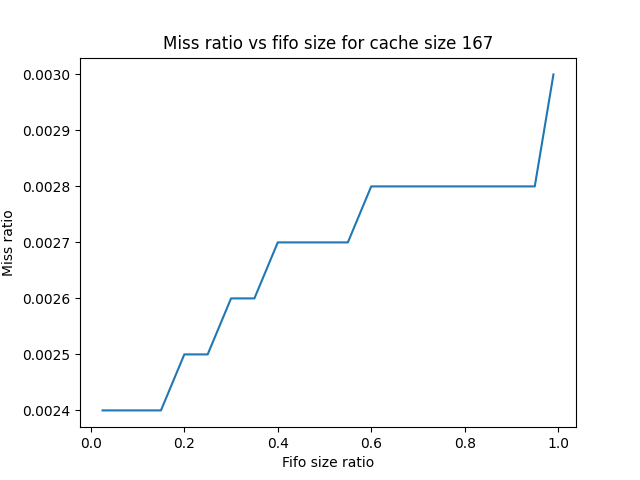 Miss ratio vs fifo size for cache size 167
0.0030
0.0029
0.0028
0.0027
0.0026
0.0025
0.0024
Miss ratio
0.0 0.2 0.4 0.6 0.8 1.0
Fifo size ratio